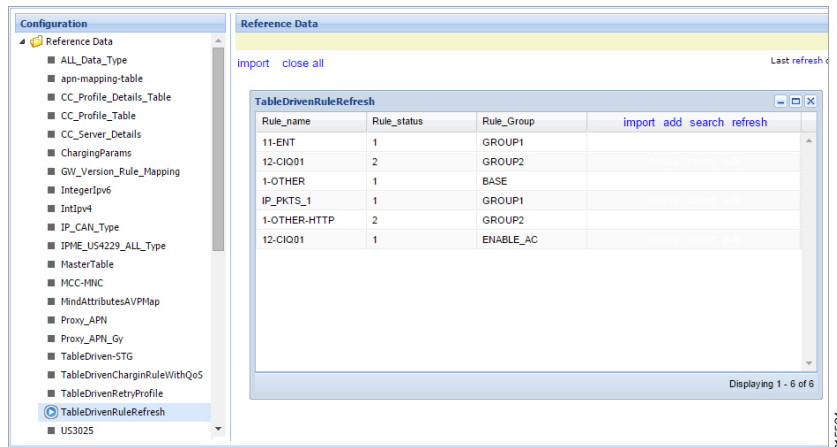 Configuration
Reference Data
ALL_Data_Type
apn-mapping-table
CC_Profile_Details_Table
CC_Profile_Table
CC_Server_Details
ChargingParams
GW_Version_Rule_Mapping
IntegerIpv6
IntIpv4
IP_CAN_Type
IPME_US4229_ALL_Type
MasterTable
MCC-MNC
MindAttributesAVPMap
Proxy_APN
Proxy_APN_Gy
TableDriven-STG
TableDrivenCharginRuleWithQoS
TableDrivenRetryProfile
TableDrivenRuleRefresh
US3025
Reference Data
import close all
Last refresh
TableDrivenRuleRefresh
Rule_name Rule_status Rule_Group import add search refresh
11-ENT 1 GROUP1
12-CIQ01 2 GROUP2
1-OTHER 1 BASE
IP_PKTS_1 1 GROUP1
1-OTHER-HTTP 2 GROUP2
12-CIQ01 1 ENABLE_AC
Displaying 1 - 6 of 6